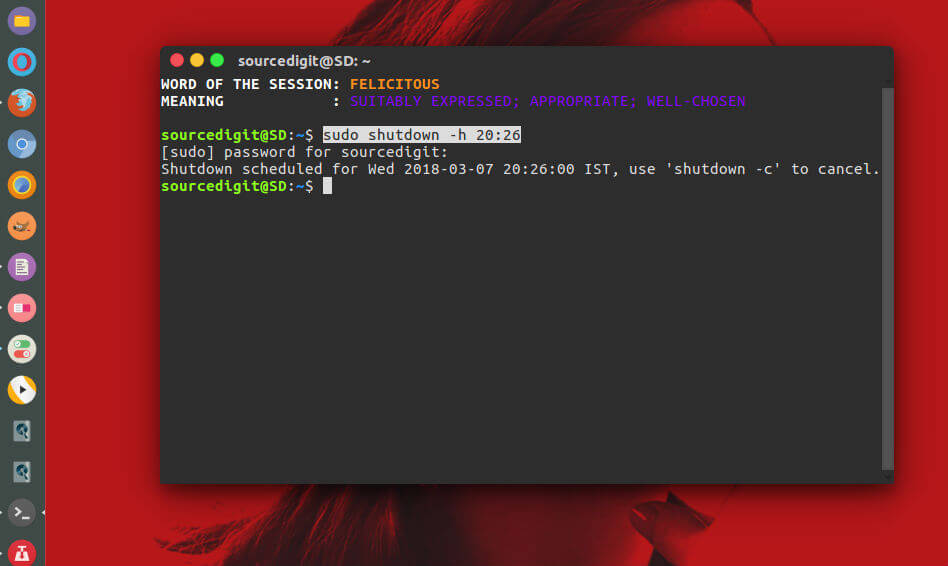 sourcedigit@SD: ~
WORD OF THE SESSION: FELICITOUS
MEANING            : SUITABLY EXPRESSED; APPROPRIATE; WELL-CHOSEN
sourcedigit@SD:~$ sudo shutdown -h 20:26
[sudo] password for sourcedigit:
Shutdown scheduled for Wed 2018-03-07 20:26:00 IST, use 'shutdown -c' to cancel.
sourcedigit@SD:~$